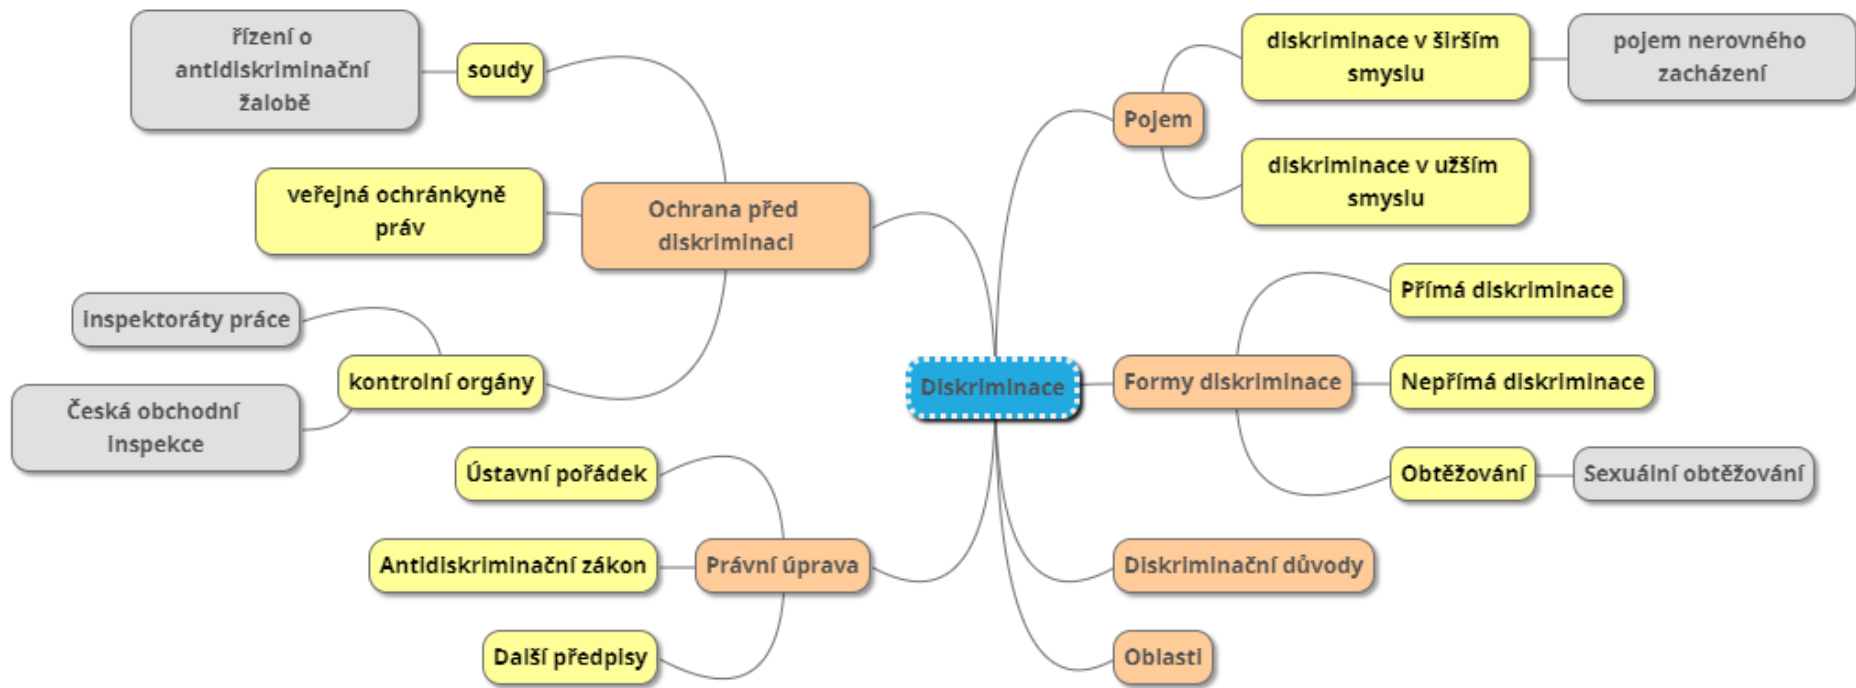 řízení o
antidiskriminační
žalobě
soudy
veřejná ochránkyně
práv
Ochrana před
diskriminaci
inspektoráty práce
kontrolní orgány
Česká obchodní
inspekce
Ústavní pořádek
Antidiskriminační zákon
Právní úprava
Další předpisy
Diskriminace
Pojem
diskriminace v širším
smyslu
pojem nerovného
zacházení
diskriminace v užším
smyslu
Formy diskriminace
Přímá diskriminace
Nepřímá diskriminace
Obtěžování
Sexuální obtěžování
Diskriminační důvody
Oblasti